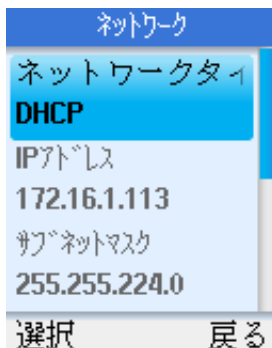 ネットワーク
ネットワークタイ
DHCP
IPアドレス
172.16.1.113
サブネットマスク
255.255.224.0
選択 戻る